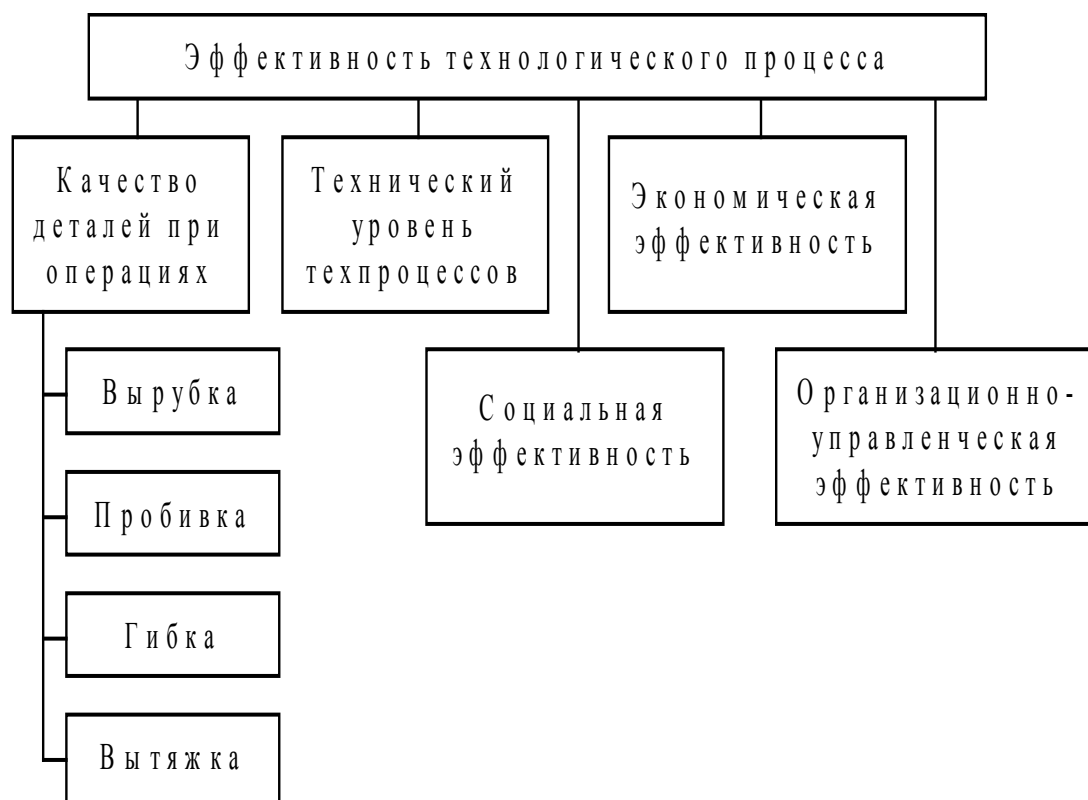 Эффективность технологического процесса
Качество
деталей при
операциях
Технический
уровень
техпроцессов
Экономическая
эффективность
Социальная
эффективность
Организационно-
управленческая
эффективность
Вырубка
Пробивка
Гибка
Вытяжка